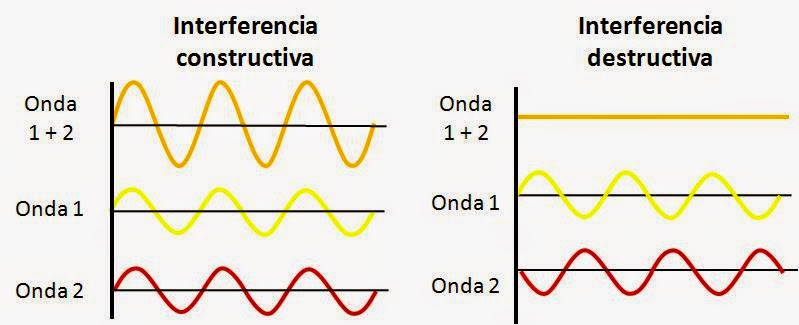 Interferencia
constructiva
Onda
1 + 2
Onda 1
Onda 2
Interferencia
destructiva
Onda
1 + 2
Onda 1
Onda 2